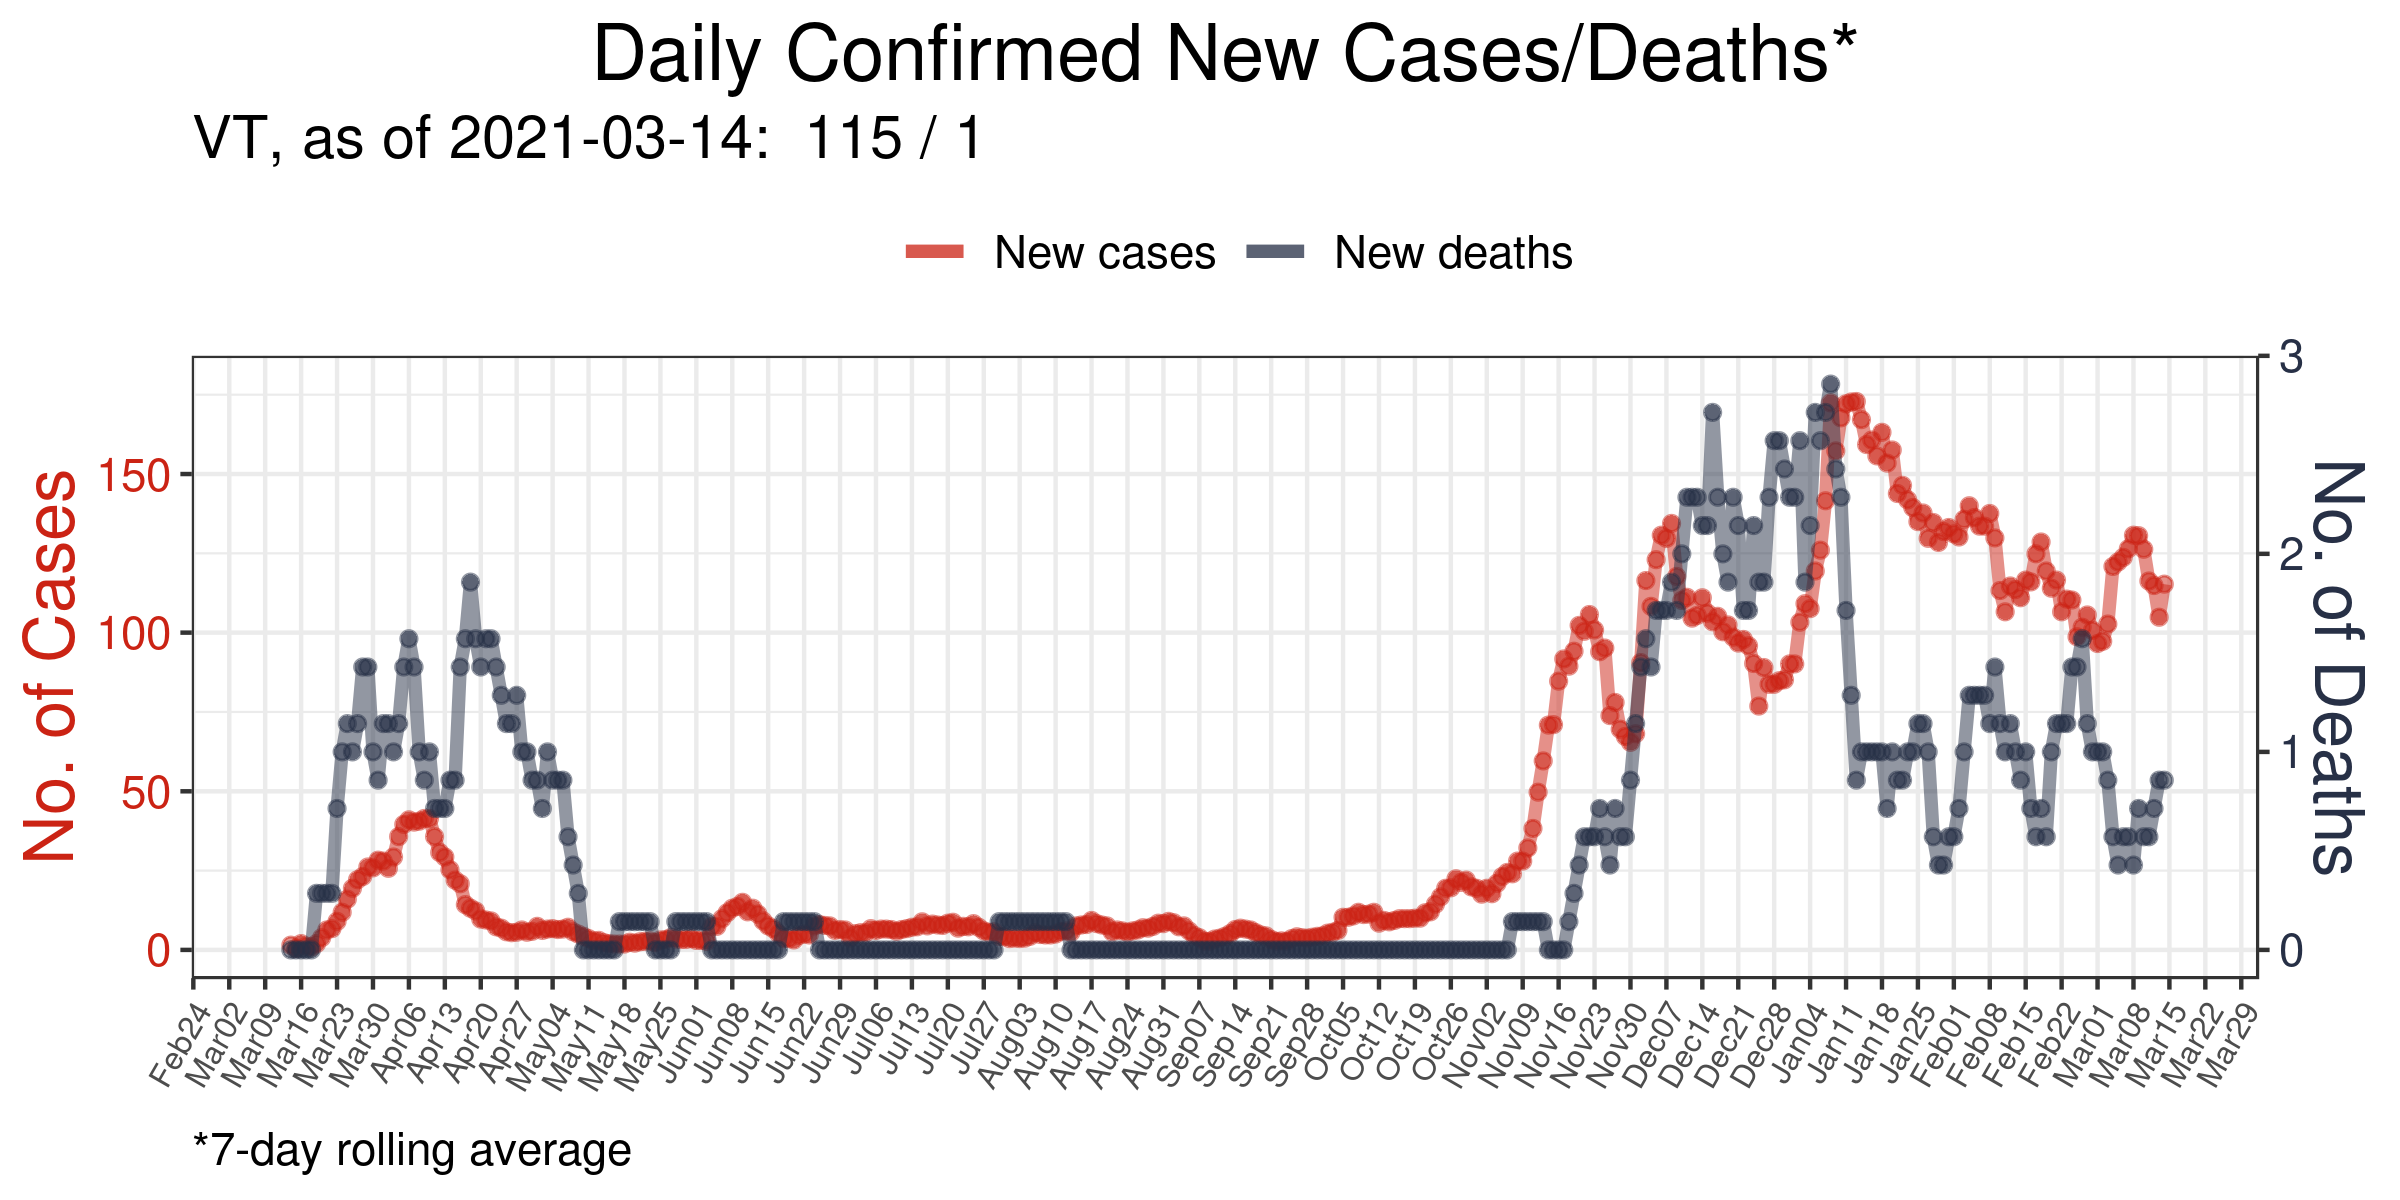 Daily Confirmed New Cases/Deaths*
VT, as of 2021-03-14:  115 / 1
New cases
New deaths
No. of Cases
150
100
50
0
3
2
1
0
No. of Deaths
Feb24
Mar02
Mar09
Mar16
Mar23
Mar30
Apr06
Apr13
Apr20
Apr27
May04
May11
May18
May25
Jun01
Jun08
Jun15
Jun22
Jun29
Jul06
Jul13
Jul20
Jul27
Aug03
Aug10
Aug17
Aug24
Aug31
Sep07
Sep14
Sep21
Sep28
Oct05
Oct12
Oct19
Oct26
Nov02
Nov09
Nov16
Nov23
Nov30
Dec07
Dec14
Dec21
Dec28
Jan04
Jan11
Jan18
Jan25
Feb01
Feb08
Feb15
Feb22
Mar01
Mar08
Mar15
Mar22
Mar29
*7-day rolling average